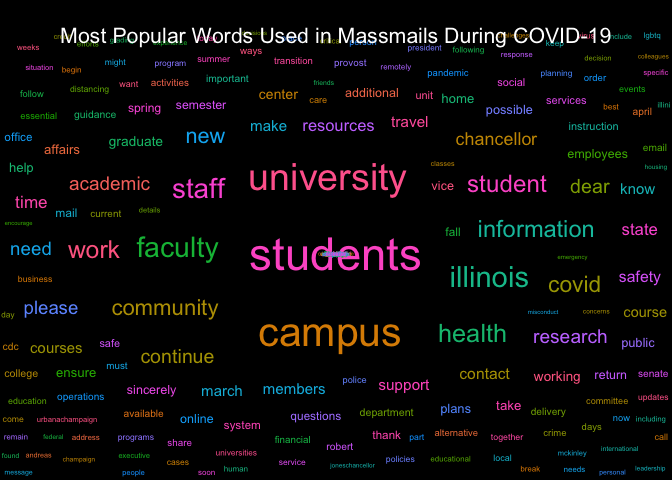 Most Popular Words Used in Massmails During COVID-19
include lgbtq
weeks efforts president following keep colleagues
response decision
situation begin might program summer ways transition provost remotely pandemic planning order specific
distancing want activities important friends social
follow center care additional unit home services events
essential guidance spring semester possible best april illini
office new make resources travel instruction
affairs graduate chancellor employees email
help classes housing
academic staff university vice student dear know
time
mail current details
encourage fall information state
need work faculty students emergency
business illinois covid safety
day please community misconduct concerns course
campus health research public
cdc courses safe continue
college ensure must police contact working return senate
education operations sincerely march members support committee updates
available online questions department plans take delivery now including
come urbanachampaign system days
remain federal address programs share financial robert thank part alternative together crime call
found andreas champaign executive cases universities service joneschancellor policies educational local mckinley international
message people soon human break needs personal leadership